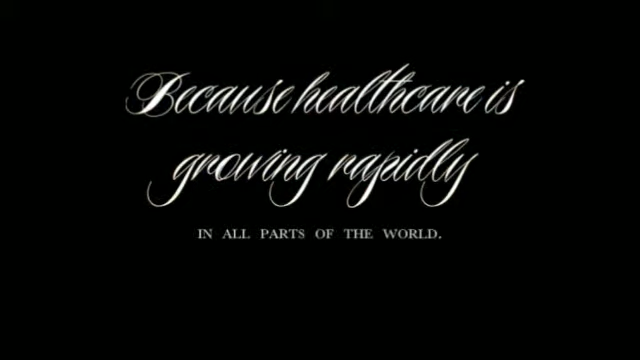 Because healthcare is
growing rapidly
IN ALL PARTS OF THE WORLD.